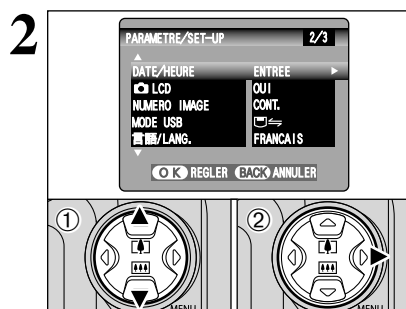 2
PARAMETRE/SET-UP 2/3
DATE/HEURE ENTREE
LCD OUI
NUMERO IMAGE CONT.
MODE USB
言語/LANG. FRANCAIS
OK REGLER BACK ANNULER
① ②
MENU MENU